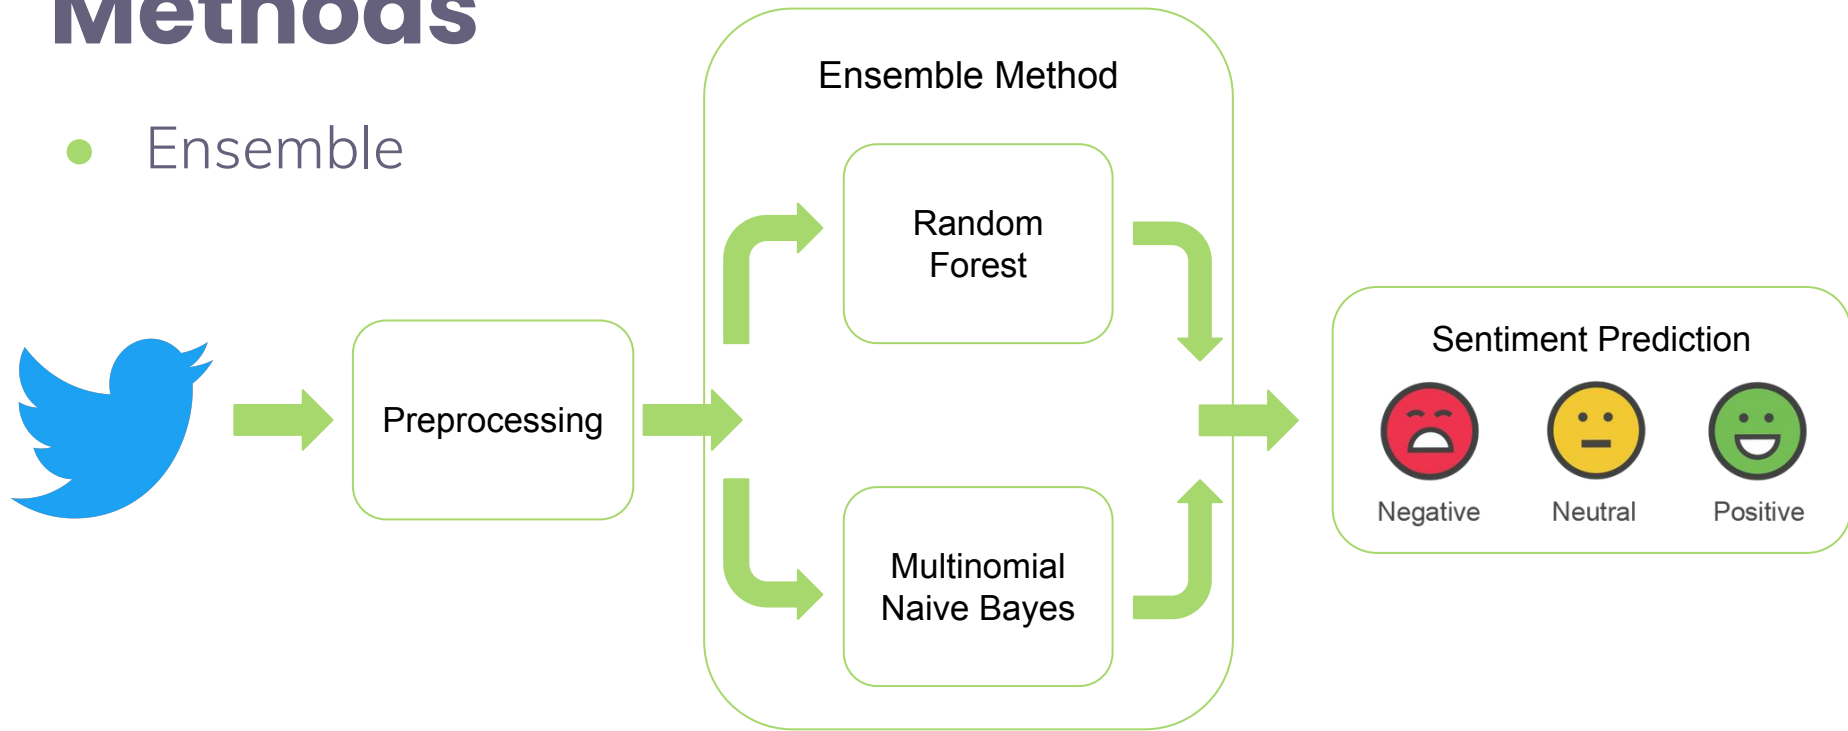 Methods
Ensemble
Ensemble Method
Random
Forest
Preprocessing
Multinomial
Naive Bayes
Sentiment Prediction
Negative
Neutral
Positive